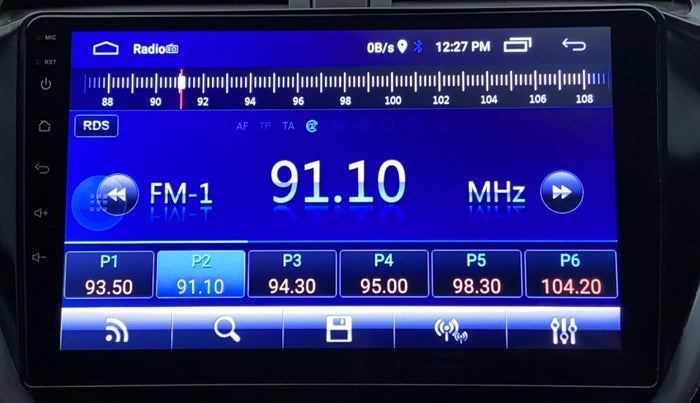 MIC
Radio
0B/s
12:27 PM
RST
88 90 92 94 96 98 100 102 104 106 108
RDS
AF TP TA
FM-1
91.10
MHz
P1 P2 P3 P4 P5 P6
93.50 91.10 94.30 95.00 98.30 104.20